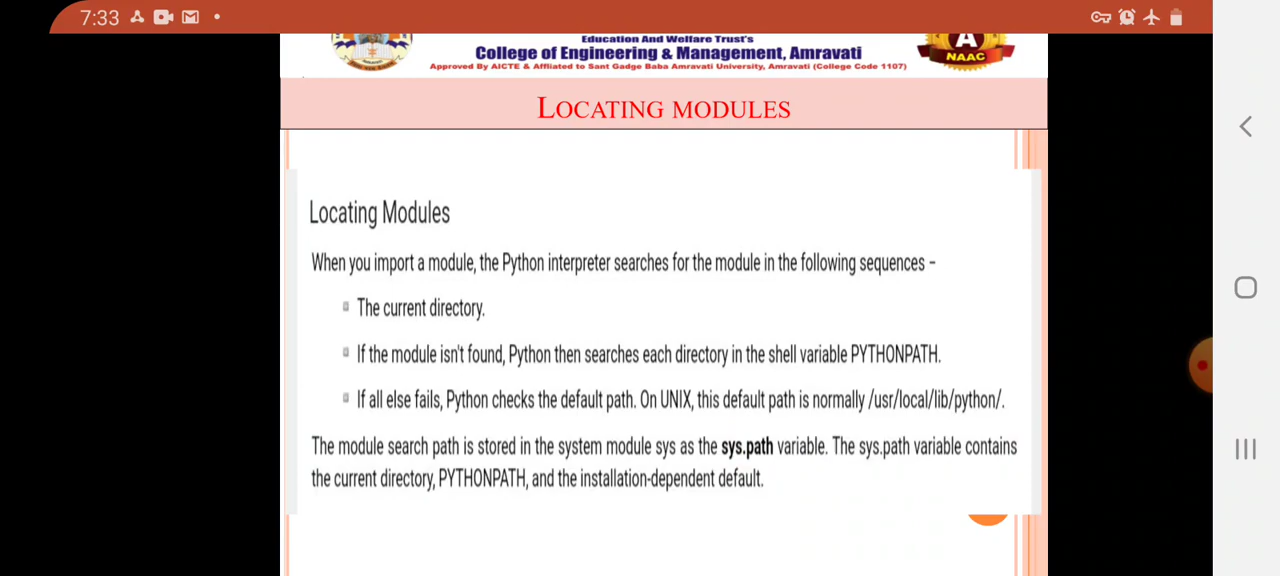 7:33
Education And Welfare Trust's
College of Engineering & Management, Amravati
Approved By AICTE & Affliated to Sant Gadge Baba Amravati University, Amravati (College Code 1107)
A
NAAC
LOCATING MODULES
Locating Modules
When you import a module, the Python interpreter searches for the module in the following sequences –
The current directory.
If the module isn't found, Python then searches each directory in the shell variable PYTHONPATH.
If all else fails, Python checks the default path. On UNIX, this default path is normally /usr/local/lib/python/.
The module search path is stored in the system module sys as the sys.path variable. The sys.path variable contains
the current directory, PYTHONPATH, and the installation-dependent default.